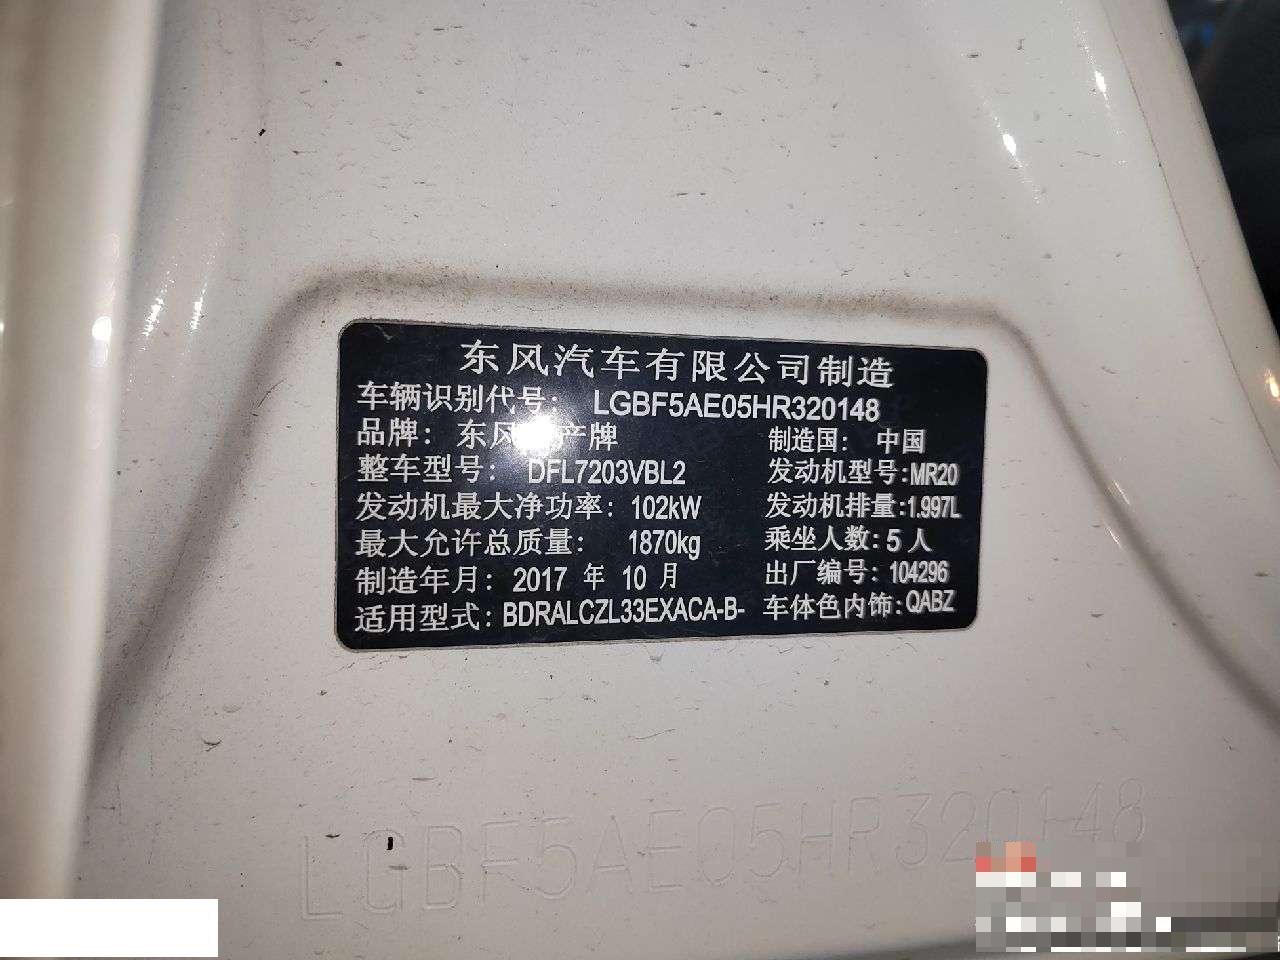 东风汽车有限公司制造
车辆识别代号： LGBF5AE05HR320148
品牌：东风 产牌 制造国： 中国
整车型号： DFL7203VBL2 发动机型号：MR20
发动机最大净功率：102kW 发动机排量：1.997L
最大允许总质量： 1870kg 乘坐人数：5 人
制造年月：2017 年 10 月 出厂编号：104296
适用型式：BDRALCZL33EXACA-B- 车体色内饰：QABZ
LGBF5AE05HR320148